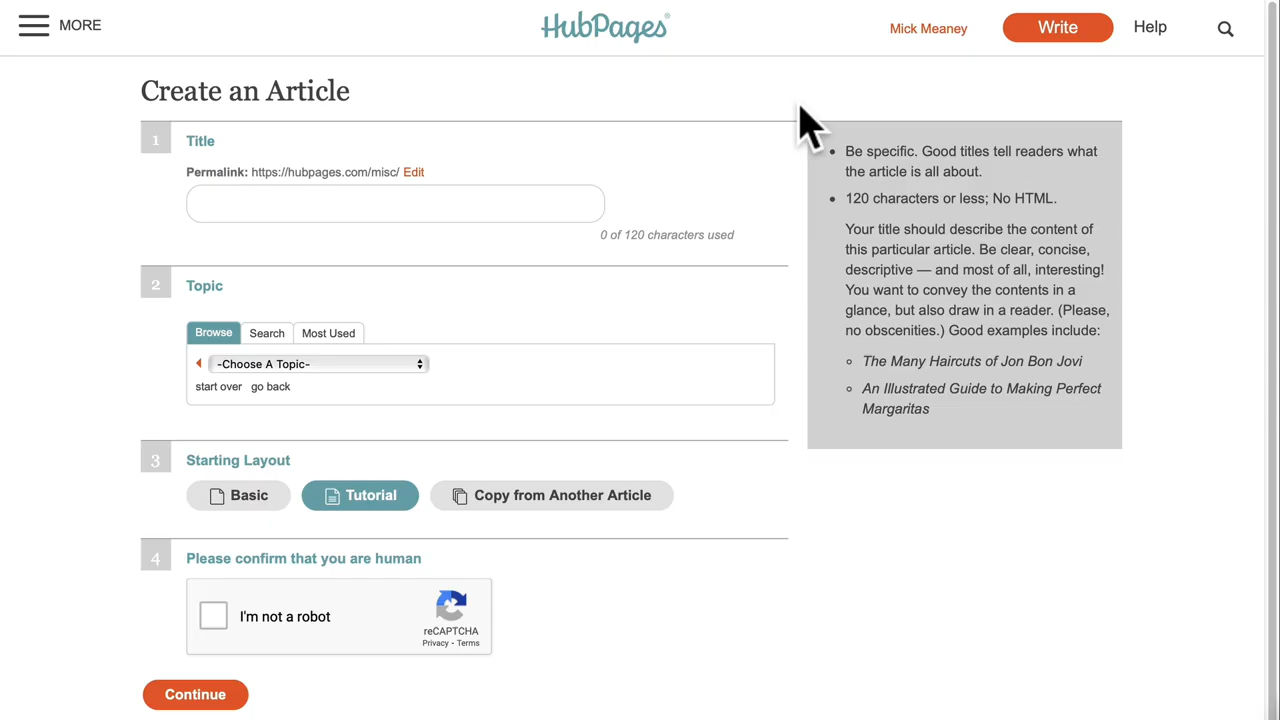 MORE
HubPages
Mick Meaney
Write
Help
Create an Article
1
Title
Permalink: https://hubpages.com/misc/ Edit
0 of 120 characters used
2
Topic
Browse
Search
Most Used
-Choose A Topic-
start over go back
3
Starting Layout
Basic
Tutorial
Copy from Another Article
4
Please confirm that you are human
I'm not a robot
reCAPTCHA
Privacy - Terms
Continue
Be specific. Good titles tell readers what
the article is all about.
120 characters or less; No HTML.
Your title should describe the content of
this particular article. Be clear, concise,
descriptive — and most of all, interesting!
You want to convey the contents in a
glance, but also draw in a reader. (Please,
no obscenities.) Good examples include:
The Many Haircuts of Jon Bon Jovi
An Illustrated Guide to Making Perfect
Margaritas